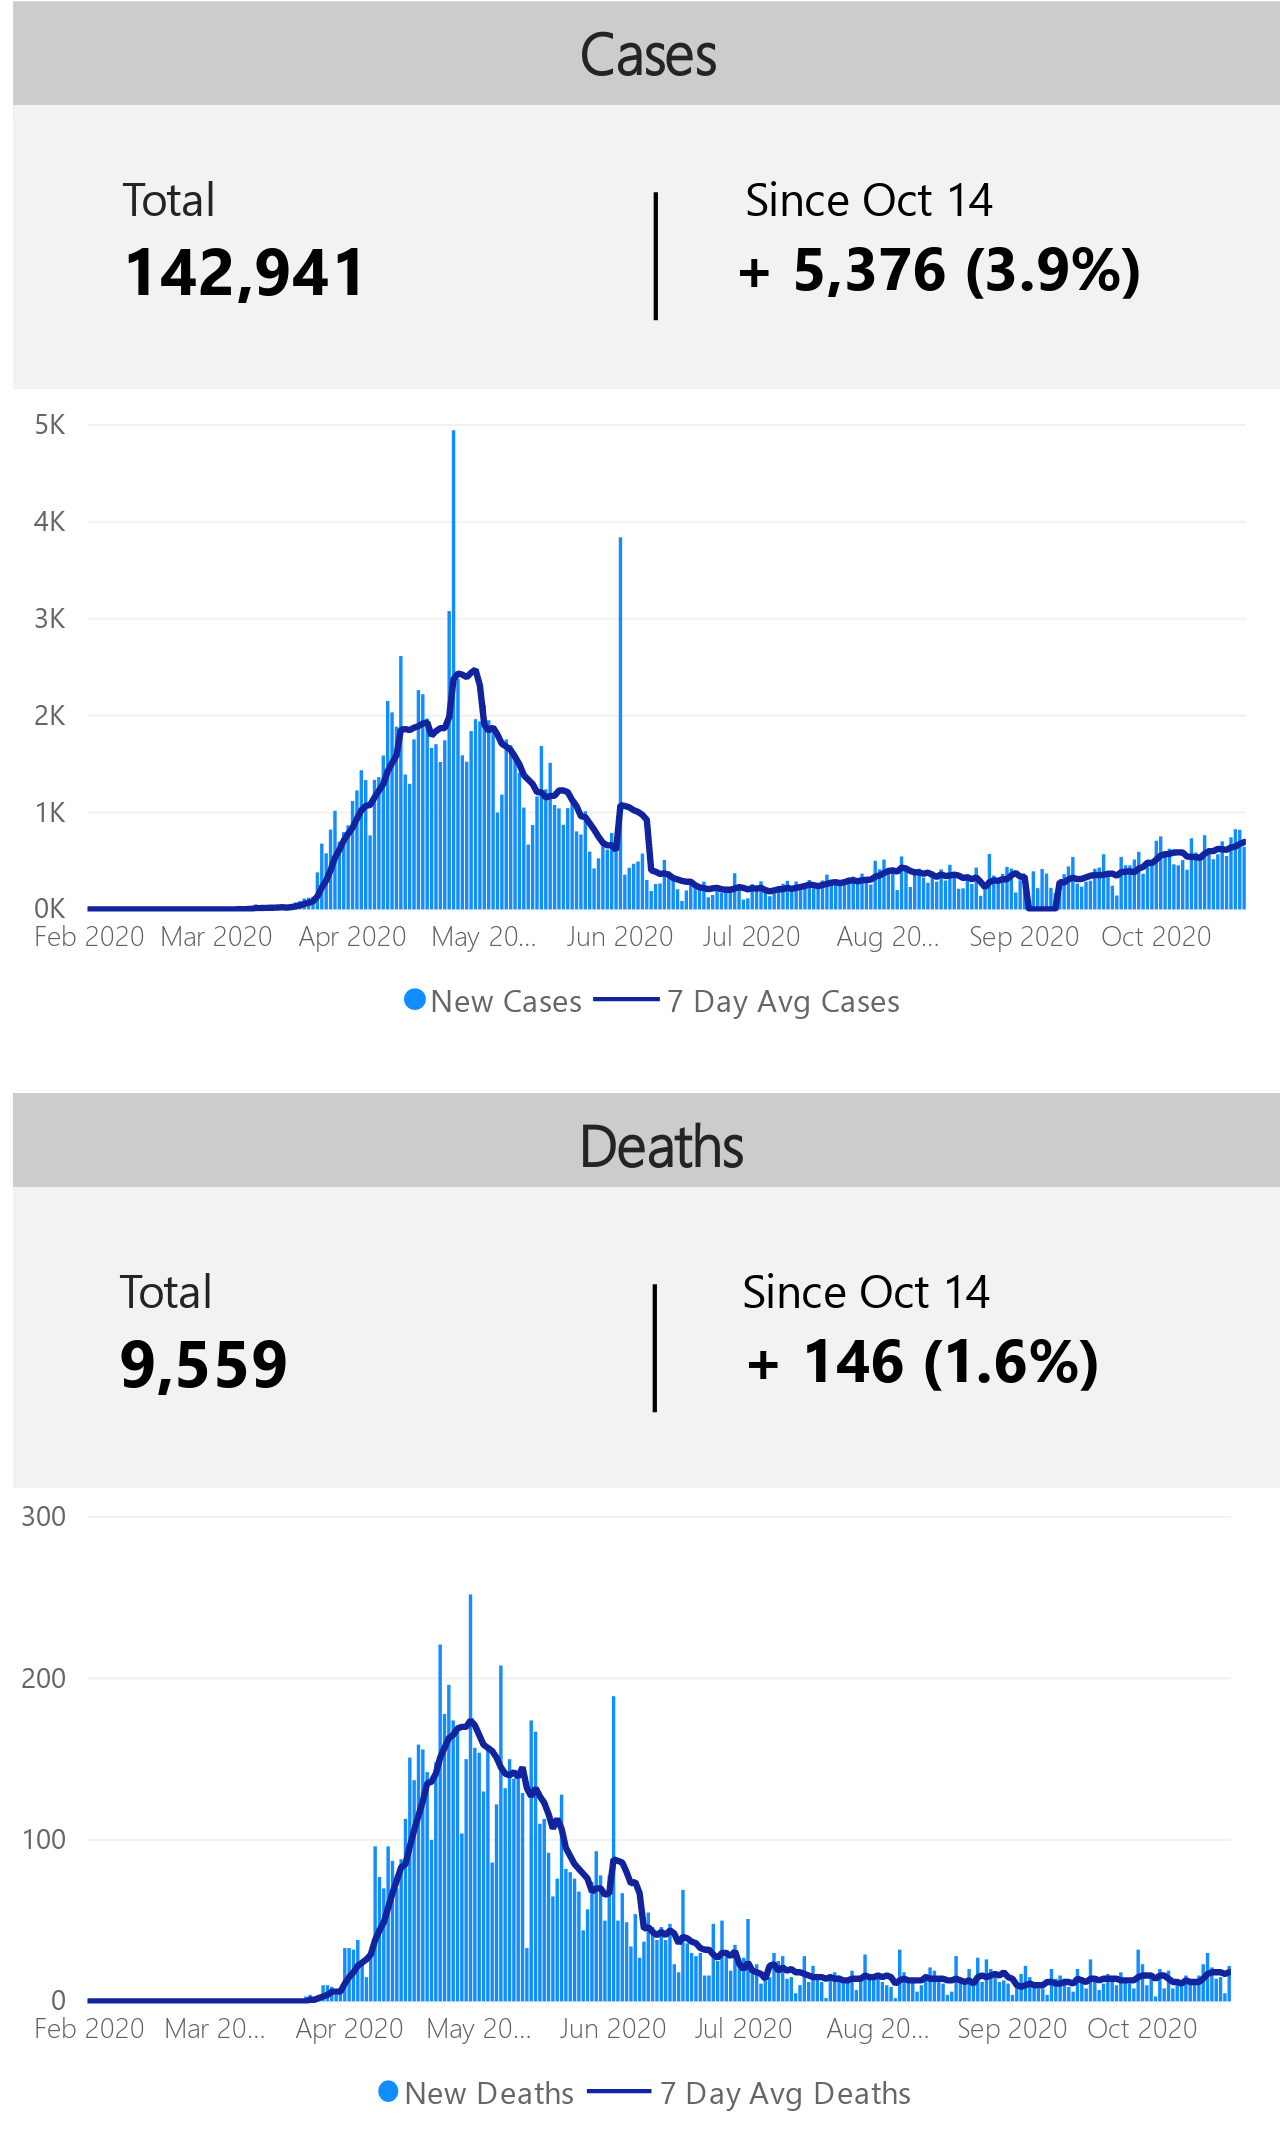 Cases
Total
Since Oct 14
142,941
+ 5,376 (3.9%)
5K
4K
3K
2K
1K
0K
Feb 2020 Mar 2020 Apr 2020 May 20... Jun 2020 Jul 2020 Aug 20... Sep 2020 Oct 2020
New Cases 7 Day Avg Cases
Deaths
Total
Since Oct 14
9,559
+ 146 (1.6%)
300
200
100
0
Feb 2020 Mar 20... Apr 2020 May 20... Jun 2020 Jul 2020 Aug 20... Sep 2020 Oct 2020
New Deaths 7 Day Avg Deaths